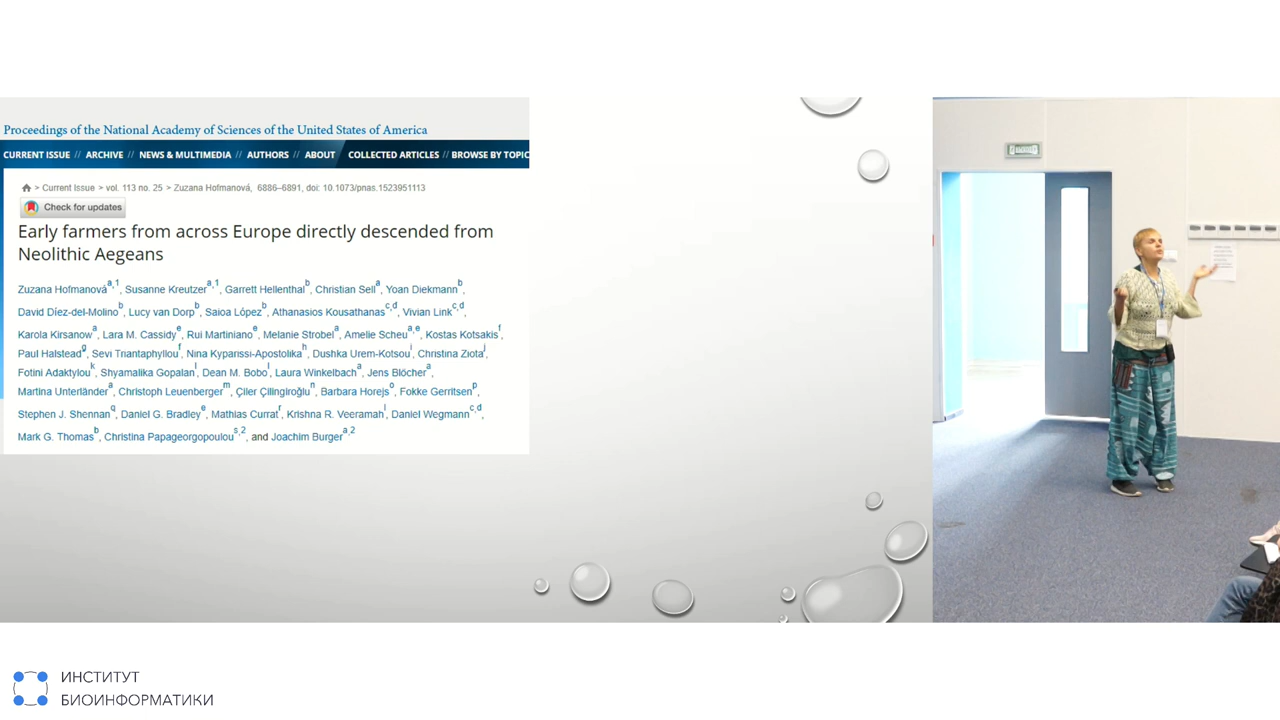 Proceedings of the National Academy of Sciences of the United States of America
CURRENT ISSUE // ARCHIVE // NEWS & MULTIMEDIA // AUTHORS // ABOUT COLLECTED ARTICLES // BROWSE BY TOPIC
> Current Issue > vol. 113 no. 25 > Zuzana Hofmanová, 6886–6891, doi: 10.1073/pnas.1523951113
Check for updates
Early farmers from across Europe directly descended from
Neolithic Aegeans
Zuzana Hofmanová a,1, Susanne Kreutzer a,1, Garrett Hellenthal b, Christian Sell a, Yoan Diekmann b,
David Díez-del-Molino b, Lucy van Dorp b, Saioa López b, Athanasios Kousathanas c,d, Vivian Link c,d,
Karola Kirsanow a, Lara M. Cassidy e, Rui Martiniano e, Melanie Strobel a, Amelie Scheu a,e, Kostas Kotsakis f,
Paul Halstead g, Sevi Triantaphyllou f, Nina Kyparissi-Apostolika h, Dushka Urem-Kotsou i, Christina Ziota j,
Fotini Adaktylou k, Shyamalika Gopalan l, Dean M. Bobo l, Laura Winkelbach a, Jens Blöcher a,
Martina Unterländer a, Christoph Leuenberger m, Çiler Çilingiroğlu n, Barbara Horejs o, Fokke Gerritsen p,
Stephen J. Shennan q, Daniel G. Bradley e, Mathias Currat r, Krishna R. Veeramah l, Daniel Wegmann c,d,
Mark G. Thomas b, Christina Papageorgopoulou s,2, and Joachim Burger a,2
ИНСТИТУТ
БИОИНФОРМАТИКИ